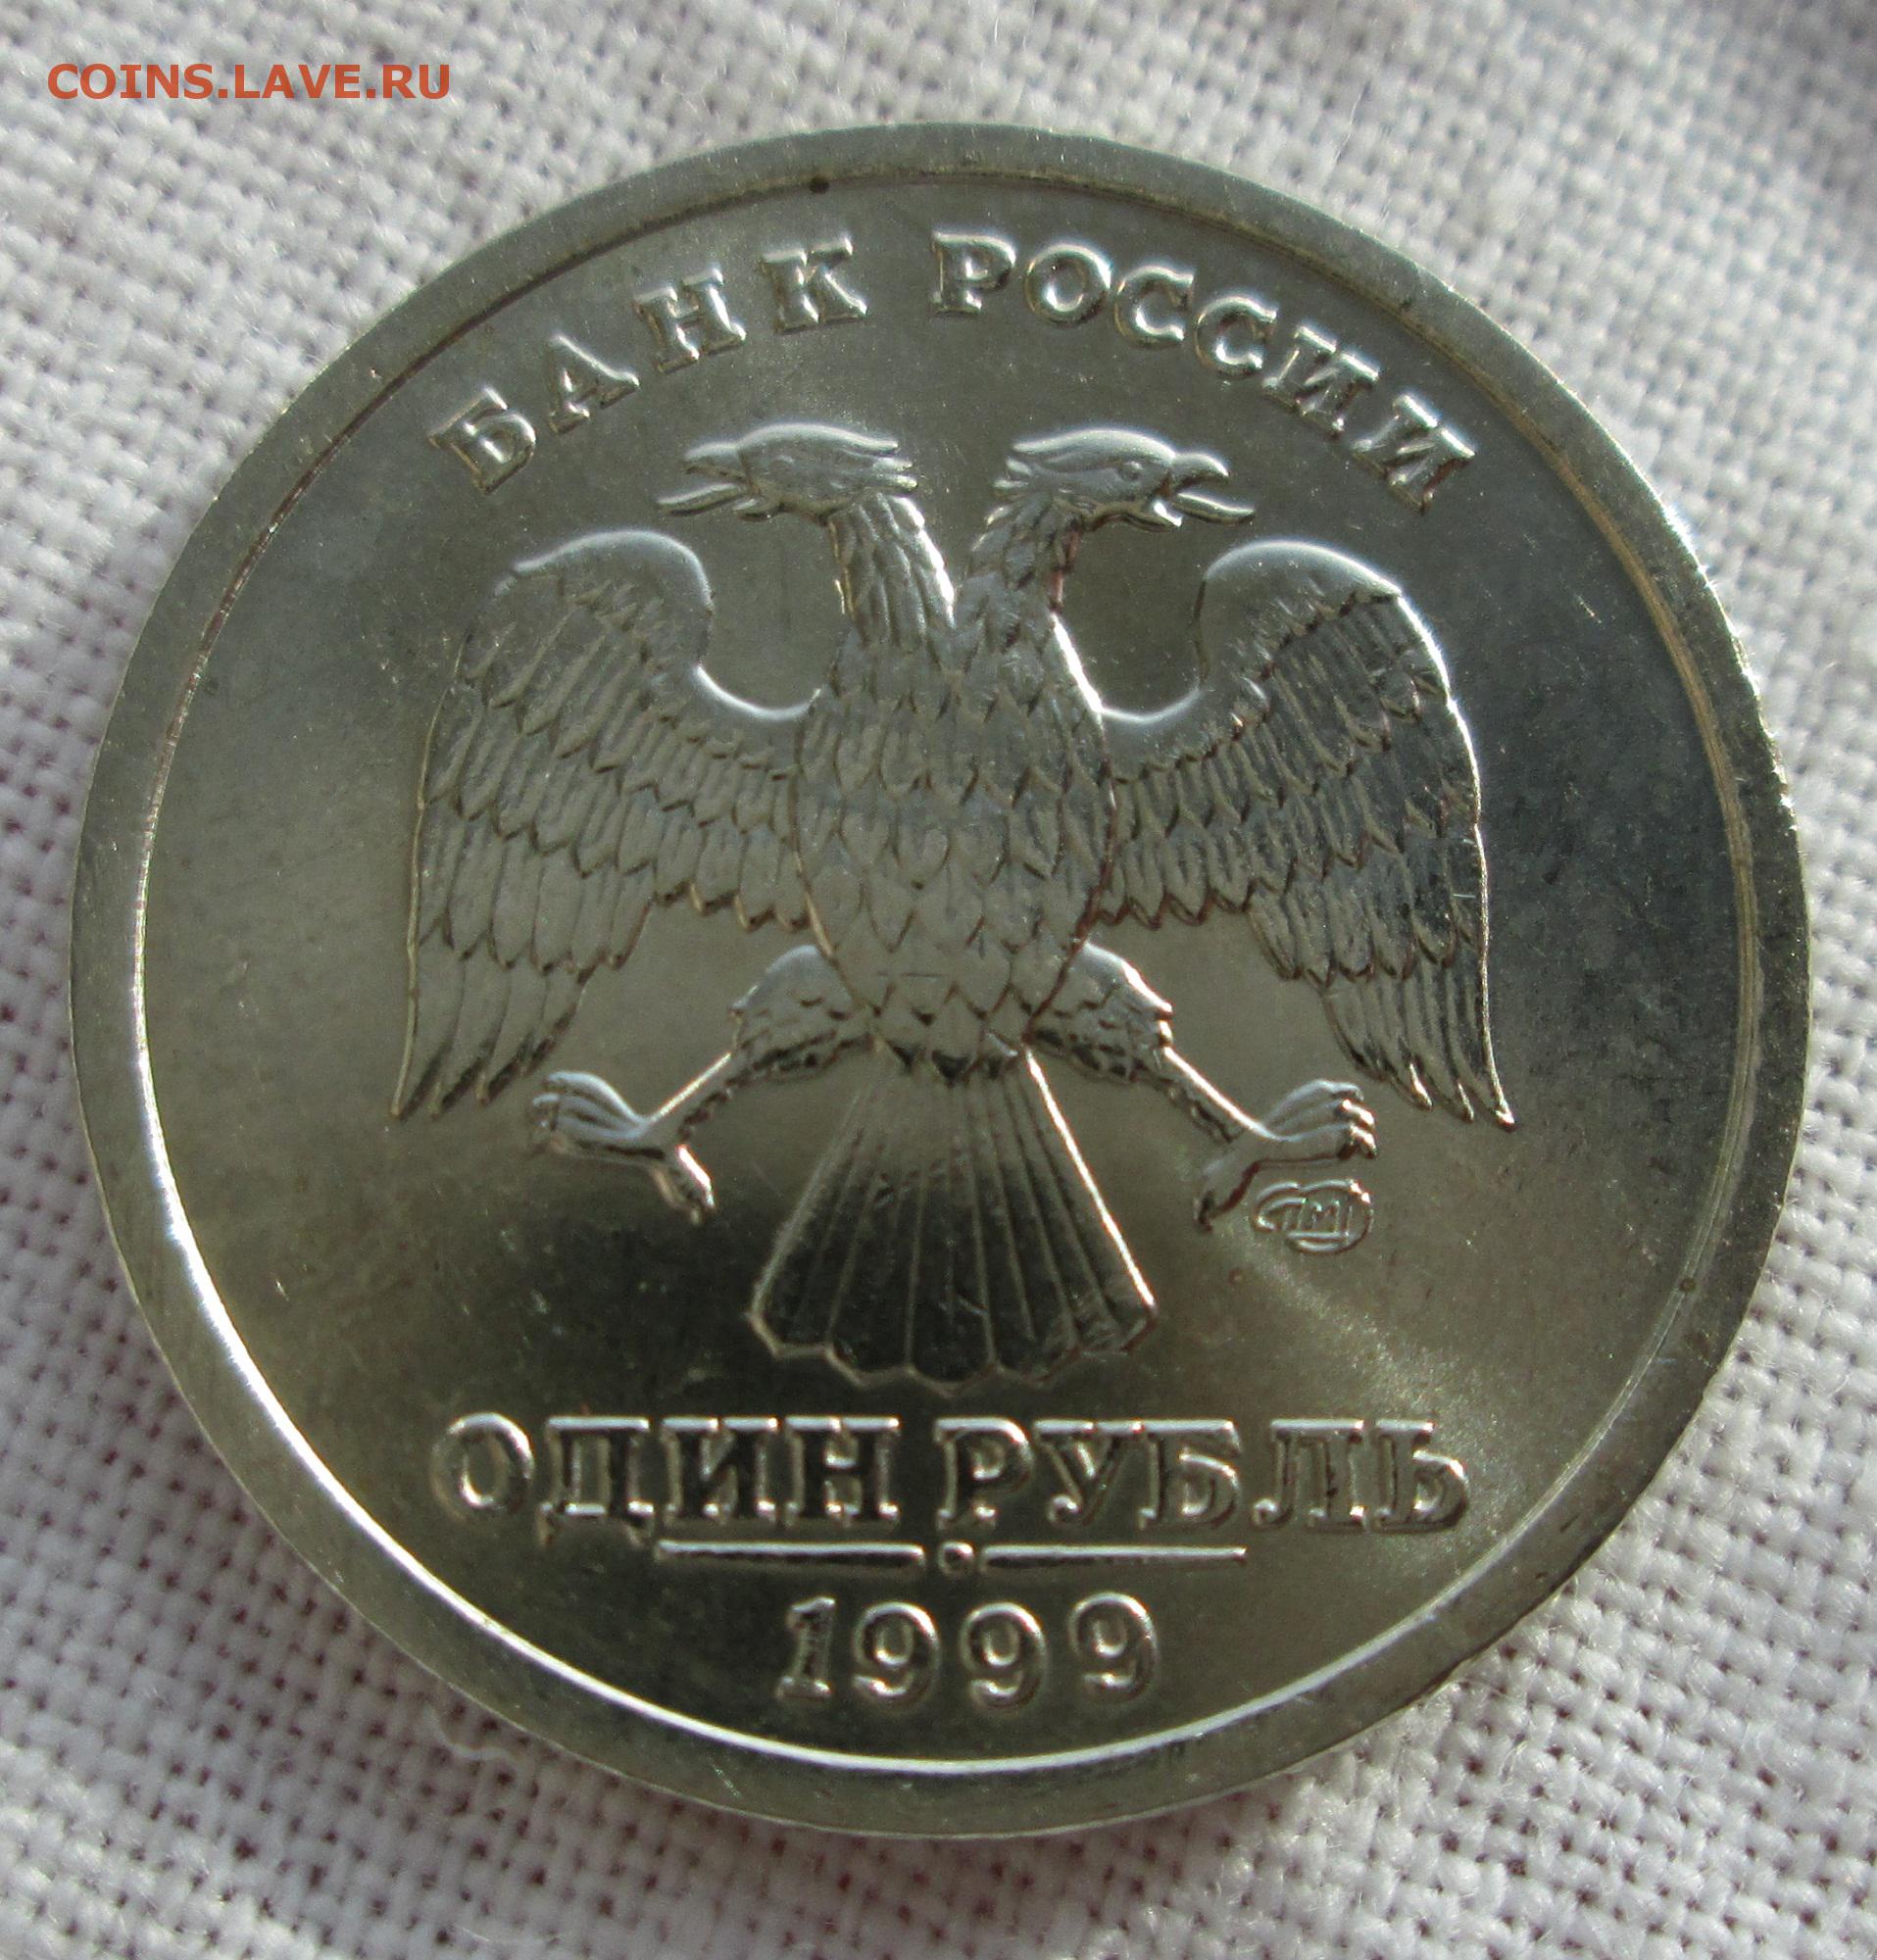 COINS.LAVE.RU
БАНК РОССИИ
ОДИН РУБЛЬ
1999